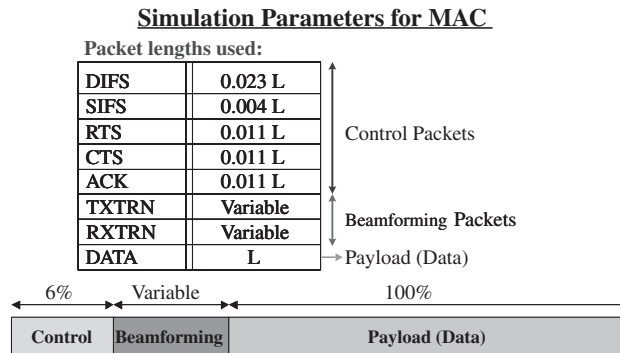 Simulation Parameters for MAC
Packet lengths used:
DIFS 0.023 L
SIFS 0.004 L
RTS 0.011 L
CTS 0.011 L
ACK 0.011 L
TXTRN Variable
RXTRN Variable
DATA L
Control Packets
Beamforming Packets
Payload (Data)
6% Variable 100%
Control Beamforming Payload (Data)